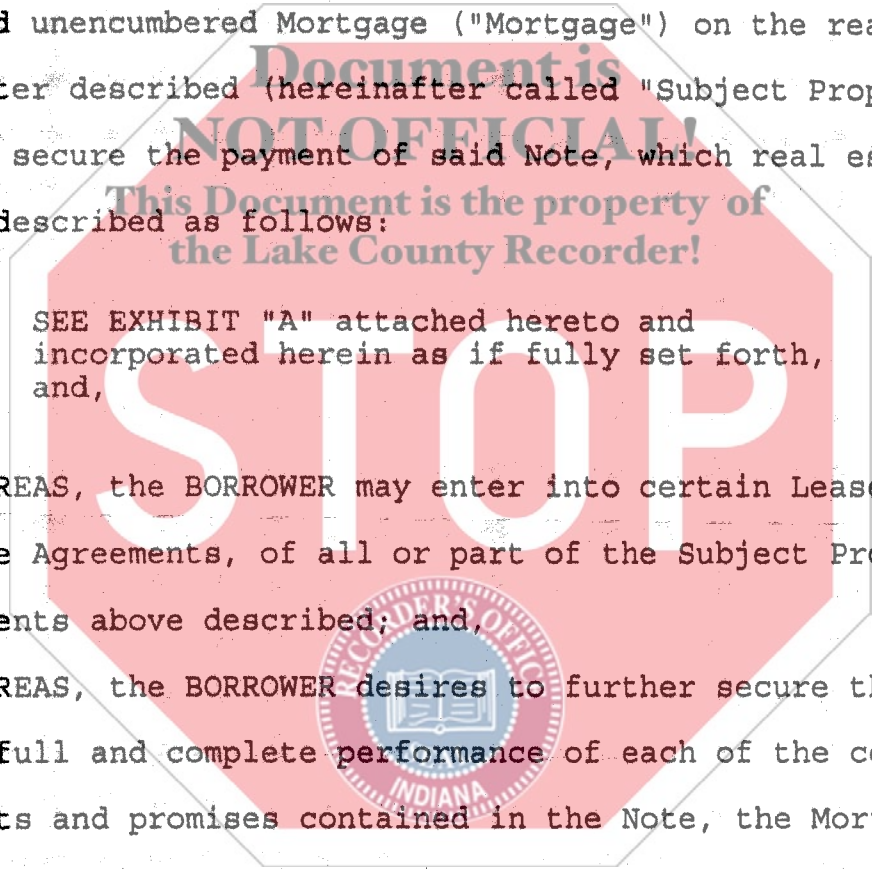 d unencumbered Mortgage ("Mortgage") on the rea
Document is
ter described (hereinafter called "Subject Prop
NOT OFFICIAL!
secure the payment of said Note, which real es
This Document is the property of
described as follows:
the Lake County Recorder!
SEE EXHIBIT "A" attached hereto and
incorporated herein as if fully set forth,
and,
STOP
REAS, the BORROWER may enter into certain Lease
e Agreements, of all or part of the Subject Pro
ents above described; and,
RECORDER'S OFFIC
REAS, the BORROWER desires to further secure th
full and complete performance of each of the co
INDIANA
ts and promises contained in the Note, the Mor